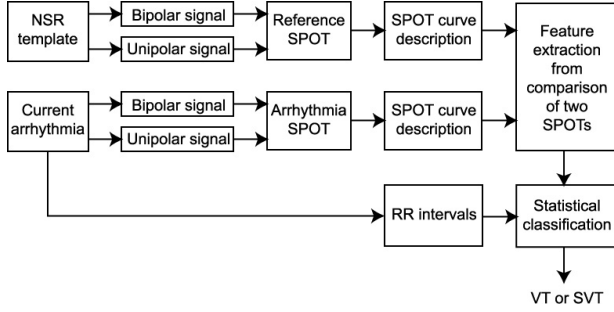 NSR
template
Bipolar signal
Unipolar signal
Reference
SPOT
SPOT curve
description
Feature
extraction
from
comparison
of two
SPOTs
Current
arrhythmia
Bipolar signal
Unipolar signal
Arrhythmia
SPOT
SPOT curve
description
RR intervals
Statistical
classification
VT or SVT